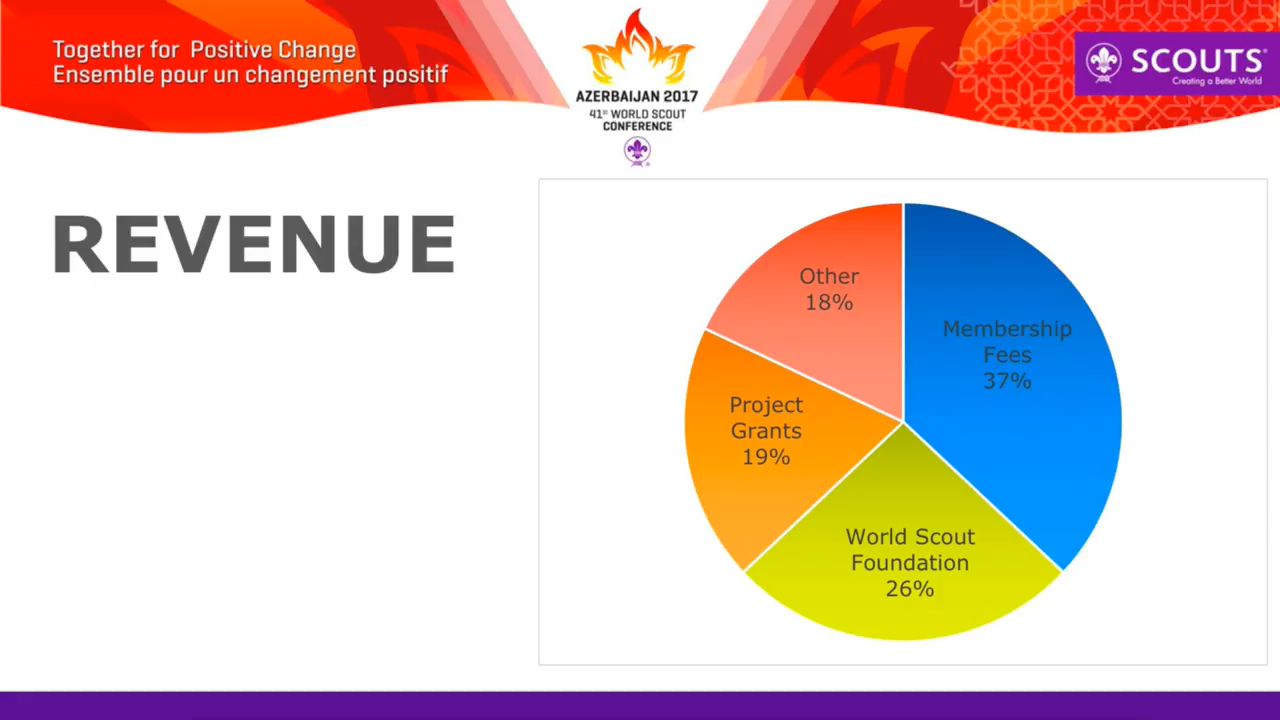 Together for Positive Change
Ensemble pour un changement positif
AZERBAIJAN 2017
41st WORLD SCOUT
CONFERENCE
SCOUTS®
Creating a Better World
REVENUE
Other
18%
Membership
Fees
37%
Project
Grants
19%
World Scout
Foundation
26%